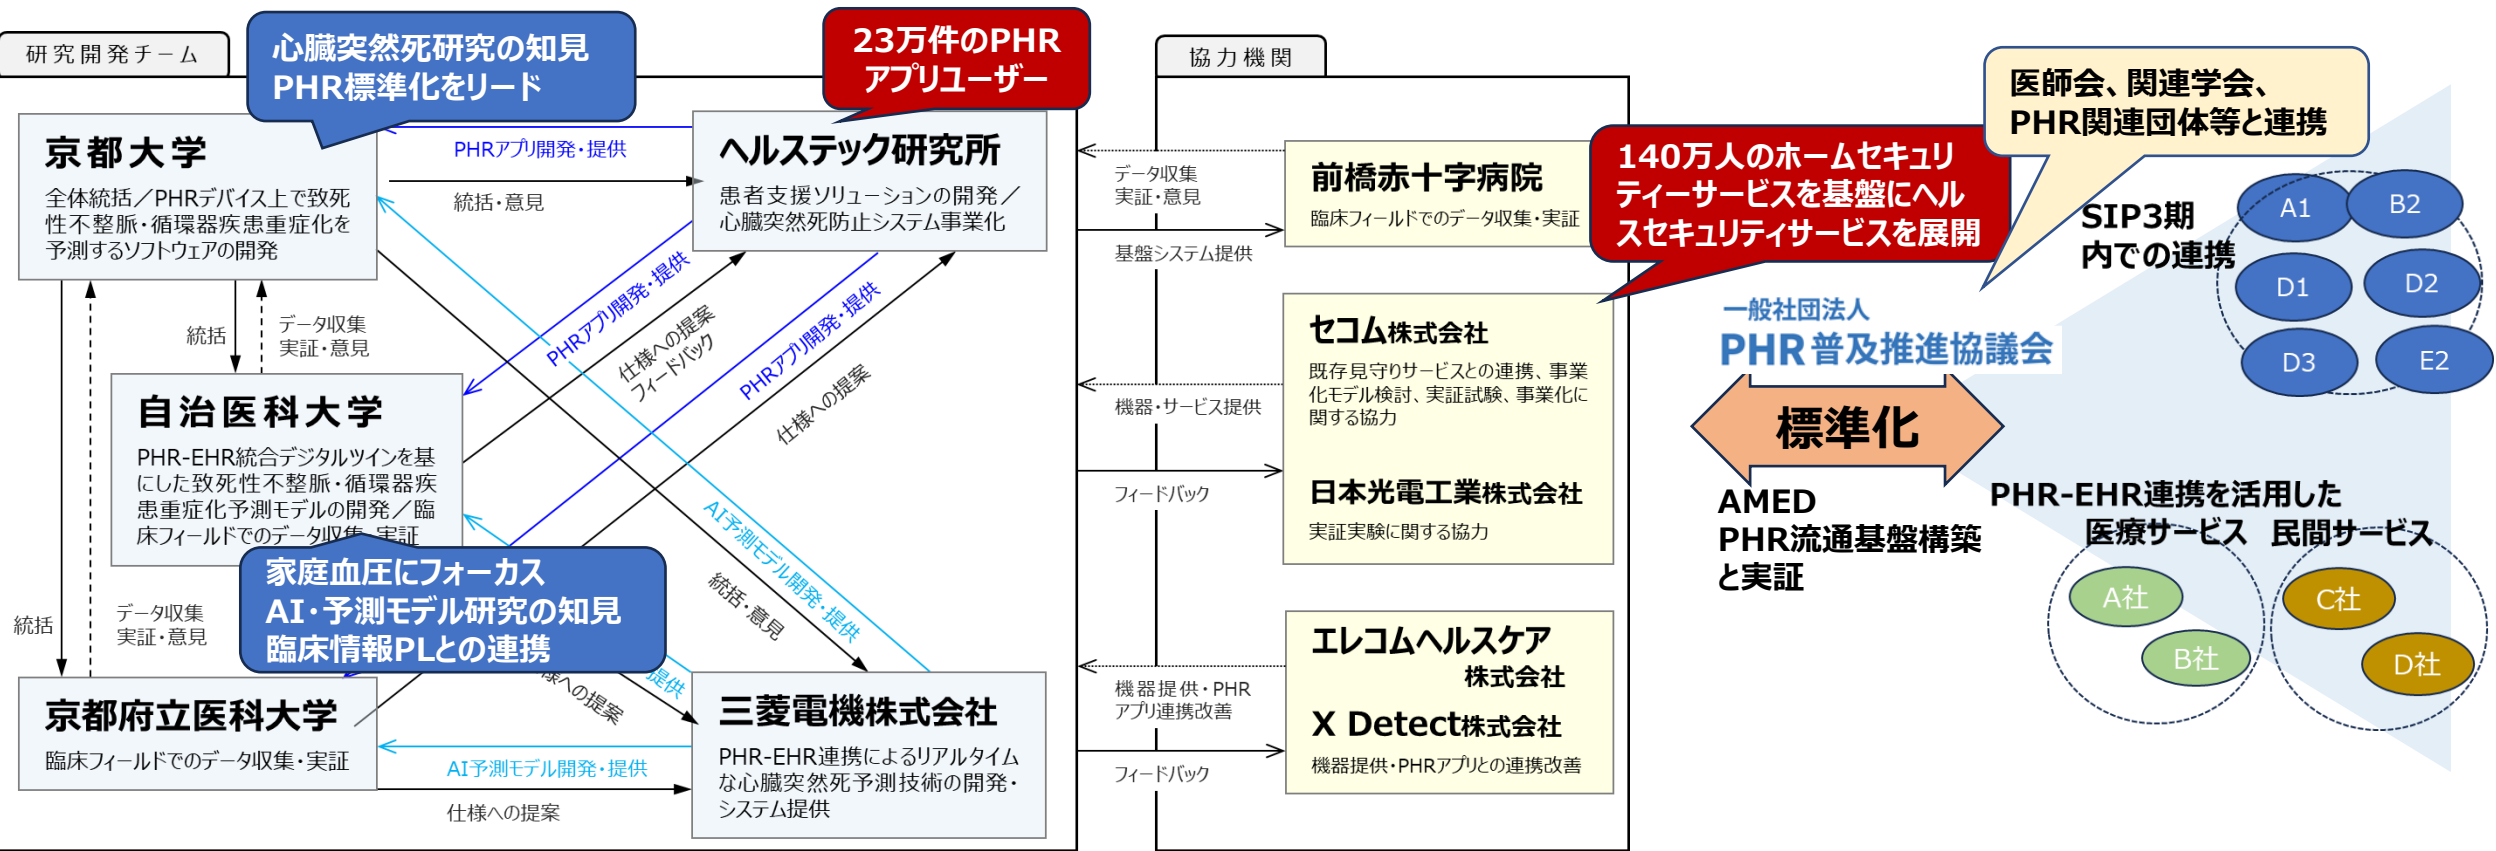 研究開発チーム
心臓突然死研究の知見
PHR標準化をリード
23万件のPHR
アプリユーザー
京都大学
全体統括／PHRデバイス上で致死
性不整脈・循環器疾患重症化を
予測するソフトウェアの開発
PHRアプリ開発・提供
統括・意見
ヘルステック研究所
患者支援ソリューションの開発／
心臓突然死防止システム事業化
統括
データ収集
実証・意見
PHRアプリ開発・提供
仕様への提案
フィードバック
PHRアプリ開発・提供
仕様への提案
自治医科大学
PHR-EHR統合デジタルツインを基
にした致死性不整脈・循環器疾
患重症化予測モデルの開発／臨
床フィールドでのデータ収集・実証
家庭血圧にフォーカス
AI・予測モデル研究の知見
臨床情報PLとの連携
AI予測モデル開発・提供
統括・意見
統括
データ収集
実証・意見
提供
様への提案
京都府立医科大学
臨床フィールドでのデータ収集・実証
AI予測モデル開発・提供
仕様への提案
三菱電機株式会社
PHR-EHR連携によるリアルタイム
な心臓突然死予測技術の開発・
システム提供
協力機関
データ収集
実証・意見
基盤システム提供
前橋赤十字病院
臨床フィールドでのデータ収集・実証
140万人のホームセキュリ
ティーサービスを基盤にヘル
スセキュリティサービスを展開
機器・サービス提供
フィードバック
セコム株式会社
既存見守りサービスとの連携、事業
化モデル検討、実証試験、事業化に
関する協力
日本光電工業株式会社
実証実験に関する協力
機器提供・PHR
アプリ連携改善
フィードバック
エレコムヘルスケア
株式会社
X Detect株式会社
機器提供・PHRアプリとの連携改善
医師会、関連学会、
PHR関連団体等と連携
SIP3期
内での連携
A1
B2
D1
D2
D3
E2
一般社団法人
PHR普及推進協議会
標準化
AMED
PHR流通基盤構築
と実証
PHR-EHR連携を活用した
医療サービス 民間サービス
A社
B社
C社
D社